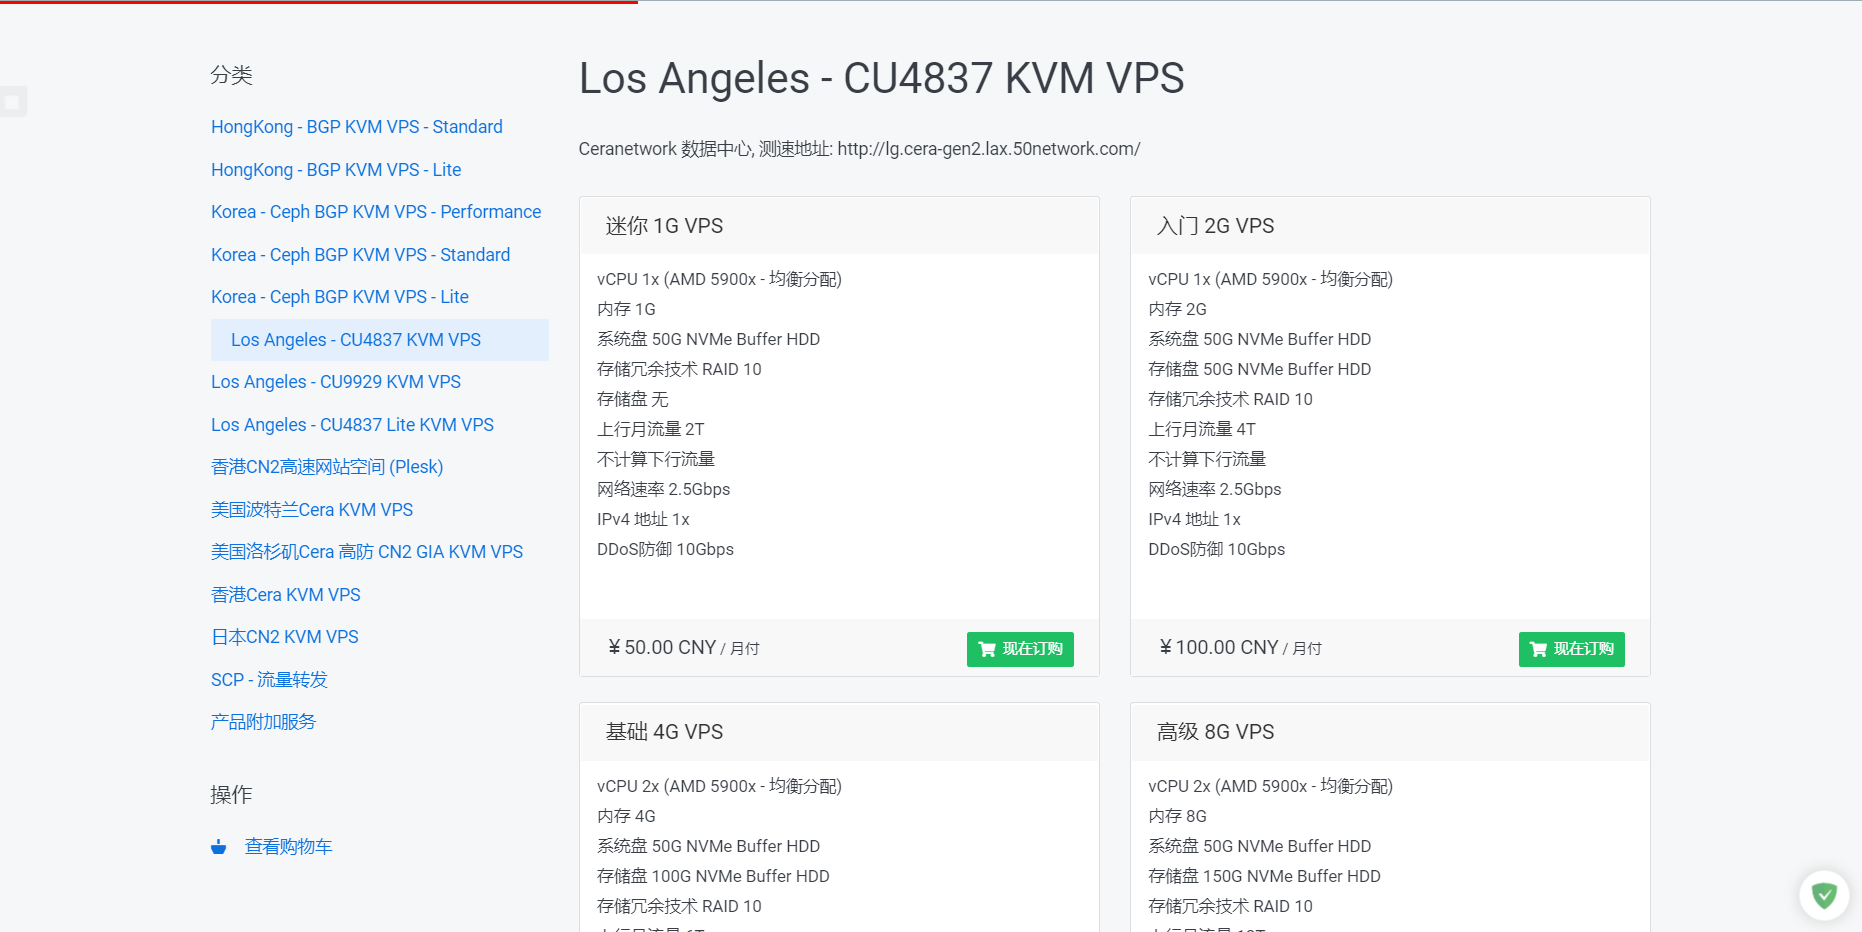 分类
HongKong - BGP KVM VPS - Standard
HongKong - BGP KVM VPS - Lite
Korea - Ceph BGP KVM VPS - Performance
Korea - Ceph BGP KVM VPS - Standard
Korea - Ceph BGP KVM VPS - Lite
Los Angeles - CU4837 KVM VPS
Los Angeles - CU9929 KVM VPS
Los Angeles - CU4837 Lite KVM VPS
香港CN2高速网站空间 (Plesk)
美国波特兰Cera KVM VPS
美国洛杉矶Cera 高防 CN2 GIA KVM VPS
香港Cera KVM VPS
日本CN2 KVM VPS
SCP - 流量转发
产品附加服务
操作
查看购物车
Los Angeles - CU4837 KVM VPS
Ceranetwork 数据中心, 测速地址: http://lg.cera-gen2.lax.50network.com/
迷你 1G VPS
vCPU 1x (AMD 5900x - 均衡分配)
内存 1G
系统盘 50G NVMe Buffer HDD
存储冗余技术 RAID 10
存储盘 无
上行月流量 2T
不计算下行流量
网络速率 2.5Gbps
IPv4 地址 1x
DDoS防御 10Gbps
¥ 50.00 CNY / 月付
现在订购
入门 2G VPS
vCPU 1x (AMD 5900x - 均衡分配)
内存 2G
系统盘 50G NVMe Buffer HDD
存储盘 50G NVMe Buffer HDD
存储冗余技术 RAID 10
上行月流量 4T
不计算下行流量
网络速率 2.5Gbps
IPv4 地址 1x
DDoS防御 10Gbps
¥ 100.00 CNY / 月付
现在订购
基础 4G VPS
vCPU 2x (AMD 5900x - 均衡分配)
内存 4G
系统盘 50G NVMe Buffer HDD
存储盘 100G NVMe Buffer HDD
存储冗余技术 RAID 10
高级 8G VPS
vCPU 2x (AMD 5900x - 均衡分配)
内存 8G
系统盘 50G NVMe Buffer HDD
存储盘 150G NVMe Buffer HDD
存储冗余技术 RAID 10